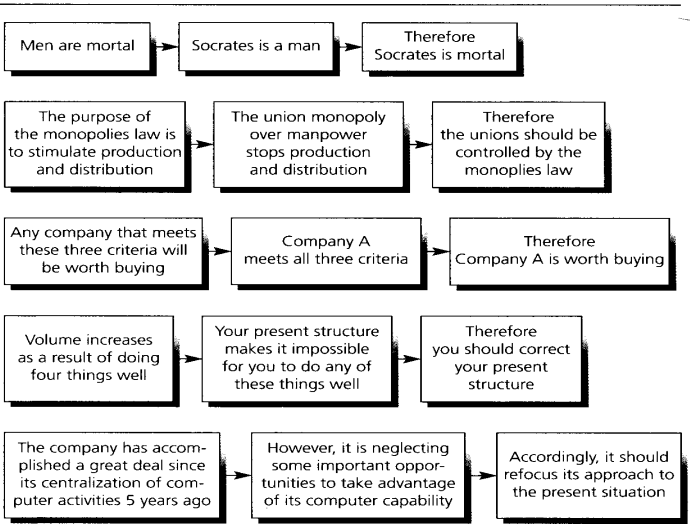 Men are mortal
Socrates is a man
Therefore
Socrates is mortal
The purpose of
the monopolies law is
to stimulate production
and distribution
The union monopoly
over manpower
stops production
and distribution
Therefore
the unions should be
controlled by the
monoplies law
Any company that meets
these three criteria will
be worth buying
Company A
meets all three criteria
Therefore
Company A is worth buying
Volume increases
as a result of doing
four things well
Your present structure
makes it impossible
for you to do any of
these things well
Therefore
you should correct
your present
structure
The company has accom-
plished a great deal since
its centralization of com-
puter activities 5 years ago
However, it is neglecting
some important oppor-
tunities to take advantage
of its computer capability
Accordingly, it should
refocus its approach to
the present situation